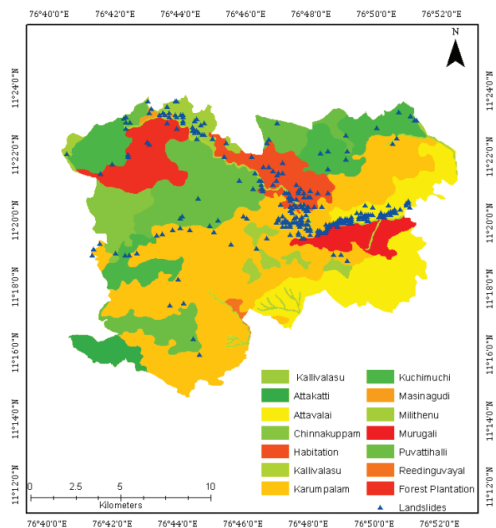 76°40'0"E 76°42'0"E 76°44'0"E 76°46'0"E 76°48'0"E 76°50'0"E 76°52'0"E
N
11°24'0"N 11°24'0"N
11°22'0"N 11°22'0"N
11°20'0"N 11°20'0"N
11°18'0"N 11°18'0"N
11°16'0"N 11°16'0"N
11°14'0"N 11°14'0"N
11°12'0"N 11°12'0"N
Kallivalasu Kuchimuchi
Attakatti Masinagudi
Attavalai Milithenu
Chinnakuppam Murugali
Habitation Puvattihalli
Kallivalasu Reedinguvayal
Karumpalam Forest Plantation
Landslides
0 2.5 5 10
Kilometers
76°40'0"E 76°42'0"E 76°44'0"E 76°46'0"E 76°48'0"E 76°50'0"E 76°52'0"E